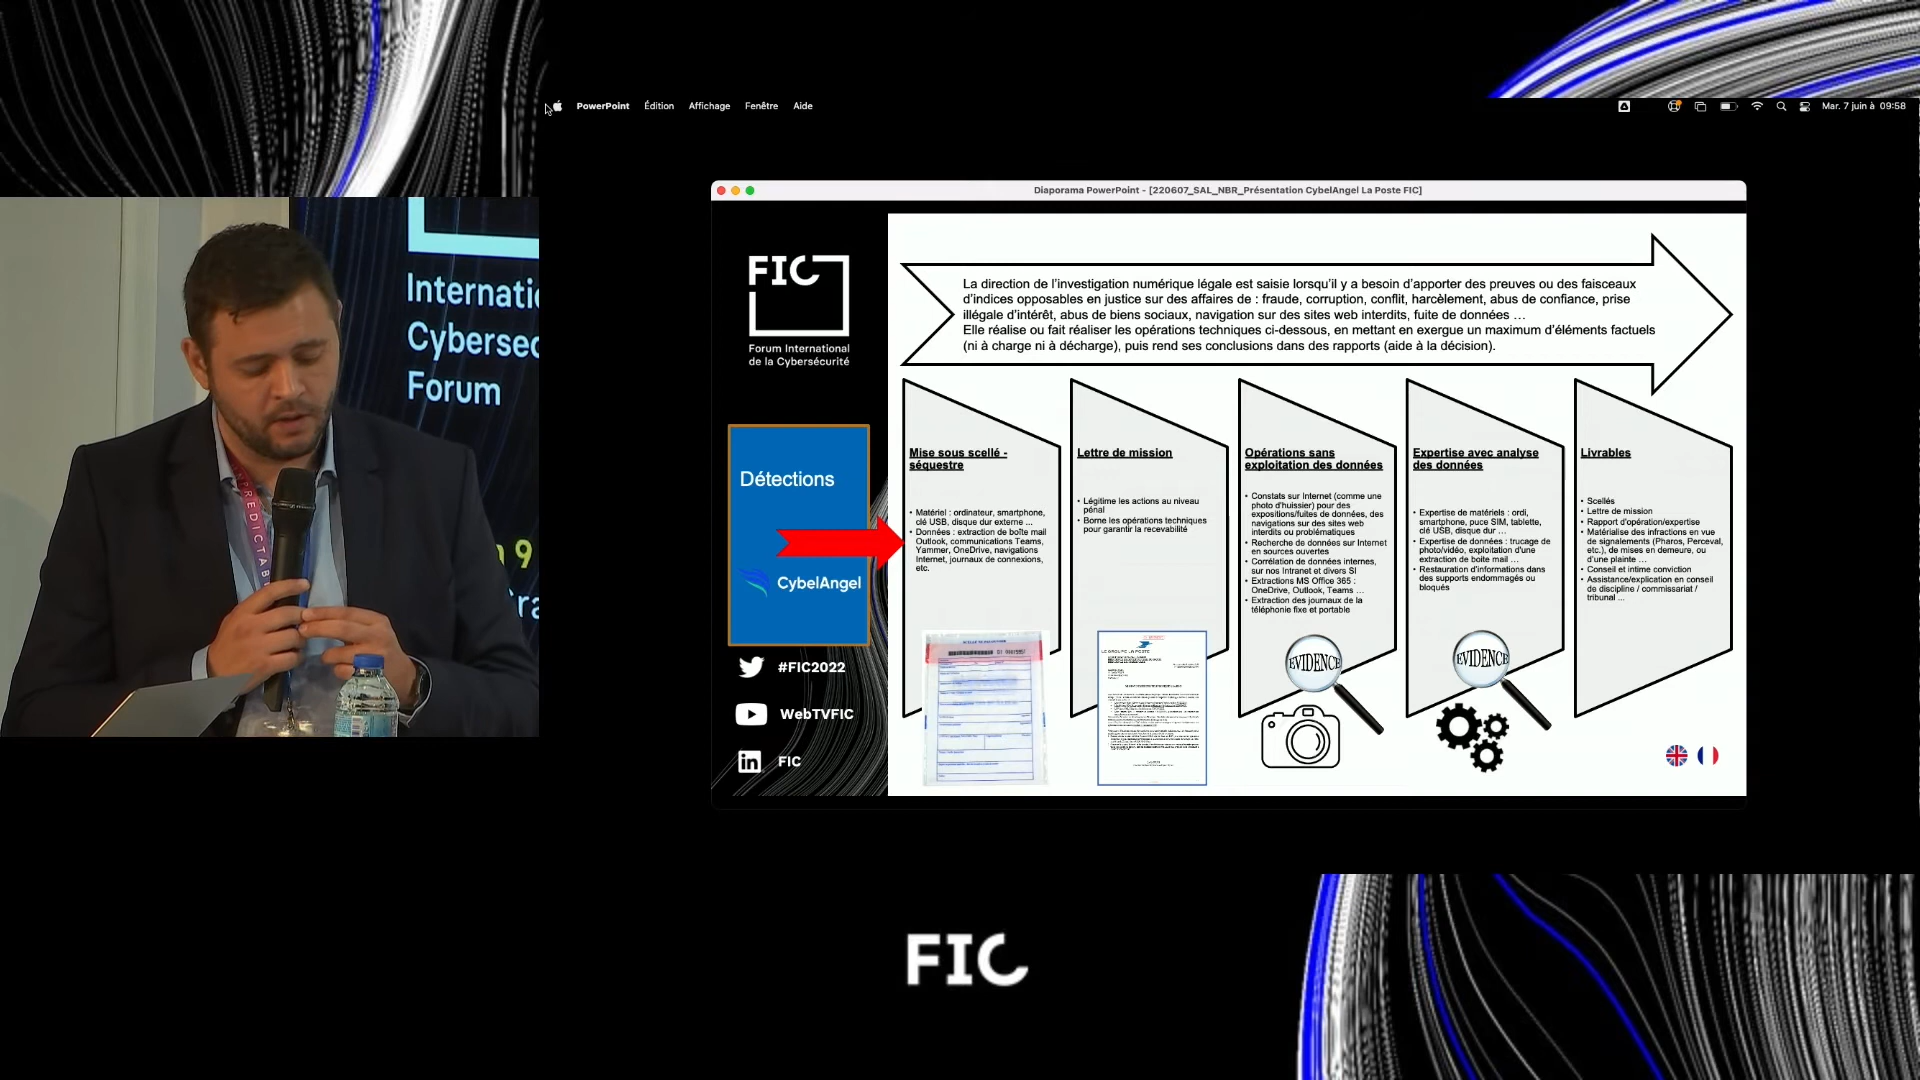 PowerPoint Édition Affichage Fenêtre Aide
Mar. 7 juin à 09:58
Diaporama PowerPoint - [220607_SAL_NBR_Présentation CybelAngel La Poste FIC]
Internatio
Cybersec
Forum
PREDICTAB
9
FIC
Forum International
de la Cybersécurité
Détections
CybelAngel
#FIC2022
WebTVFIC
in FIC
La direction de l'investigation numérique légale est saisie lorsqu'il y a besoin d'apporter des preuves ou des faisceaux
d'indices opposables en justice sur des affaires de : fraude, corruption, conflit, harcèlement, abus de confiance, prise
illégale d'intérêt, abus de biens sociaux, navigation sur des sites web interdits, fuite de données …
Elle réalise ou fait réaliser les opérations techniques ci-dessous, en mettant en exergue un maximum d'éléments factuels
(ni à charge ni à décharge), puis rend ses conclusions dans des rapports (aide à la décision).
Mise sous scellé -
séquestre
• Matériel : ordinateur, smartphone,
clé USB, disque dur externe ...
• Données : extraction de boîte mail
Outlook, communications Teams,
Yammer, OneDrive, navigations
Internet, journaux de connexions,
etc.
Lettre de mission
• Légitime les actions au niveau
pénal
• Borne les opérations techniques
pour garantir la recevabilité
LE GROUPE LA POSTE
Opérations sans
exploitation des données
• Constats sur Internet (comme une
photo d'huissier) pour des
expositions/fuites de données, des
navigations sur des sites web
interdits ou problématiques
• Recherche de données sur Internet
en sources ouvertes
• Corrélation de données internes,
sur nos Intranet et divers SI
• Extractions MS Office 365 :
OneDrive, Outlook, Teams …
• Extraction des journaux de la
téléphonie fixe et portable
EVIDENCE
Expertise avec analyse
des données
• Expertise de matériels : ordi,
smartphone, puce SIM, tablette,
clé USB, disque dur …
• Expertise de données : trucage de
photo/vidéo, exploitation d'une
extraction de boite mail …
• Restauration d'informations dans
des supports endommagés ou
bloqués
EVIDENCE
Livrables
• Scellés
• Lettre de mission
• Rapport d'opération/expertise
• Matérialise des infractions en vue
de signalements (Pharos, Perceval,
etc.), de mises en demeure, ou
d'une plainte …
• Conseil et intime conviction
• Assistance/explication en conseil
de discipline / commissariat /
tribunal ...
FIC